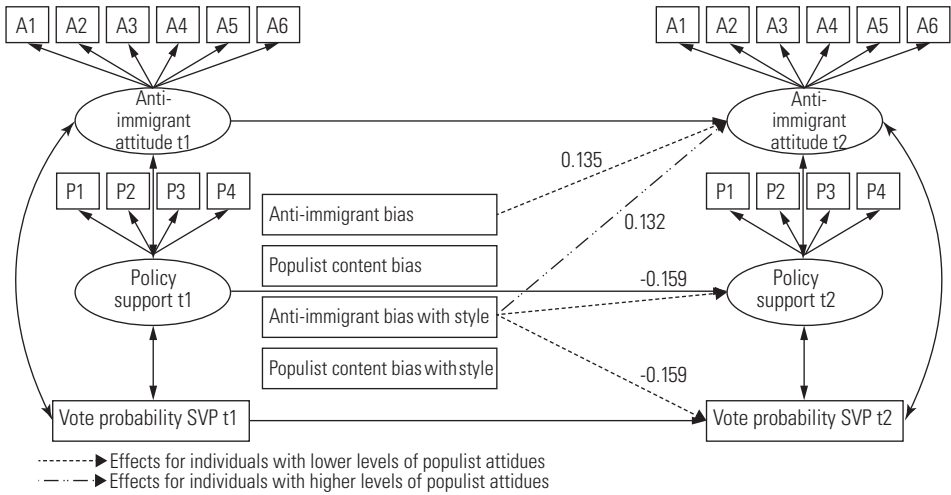 A1 A2 A3 A4 A5 A6 A1 A2 A3 A4 A5 A6
Anti-
immigrant
attitude t1
Anti-
immigrant
attitude t2
0.135
P1 P2 P3 P4
P1 P2 P3 P4
Anti-immigrant bias
0.132
Populist content bias
Policy
support t1
-0.159
Policy
support t2
Anti-immigrant bias with style
Populist content bias with style
-0.159
Vote probability SVP t1
Vote probability SVP t2
Effects for individuals with lower levels of populist attidues
Effects for individuals with higher levels of populist attidues